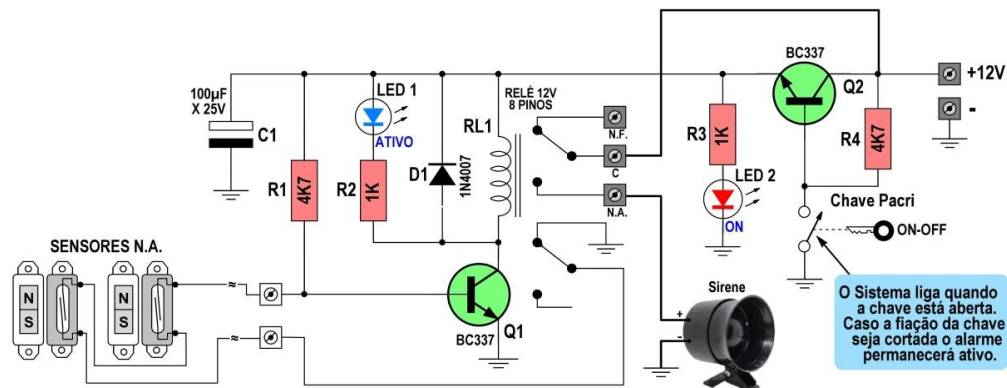 100µF
X 25V
C1
R1
4K7
LED 1
ATIVO
R2
1K
D1
1N4007
RL1
RELÉ 12V
8 PINOS
N.F.
C
N.A.
R3
1K
LED 2
ON
BC337
Q2
R4
4K7
+12V
-
Chave Pacri
ON-OFF
SENSORES N.A.
N
S
N
S
≈
≈
BC337
Q1
Sirene
+
-
O Sistema liga quando
a chave está aberta.
Caso a fiação da chave
seja cortada o alarme
permanecerá ativo.